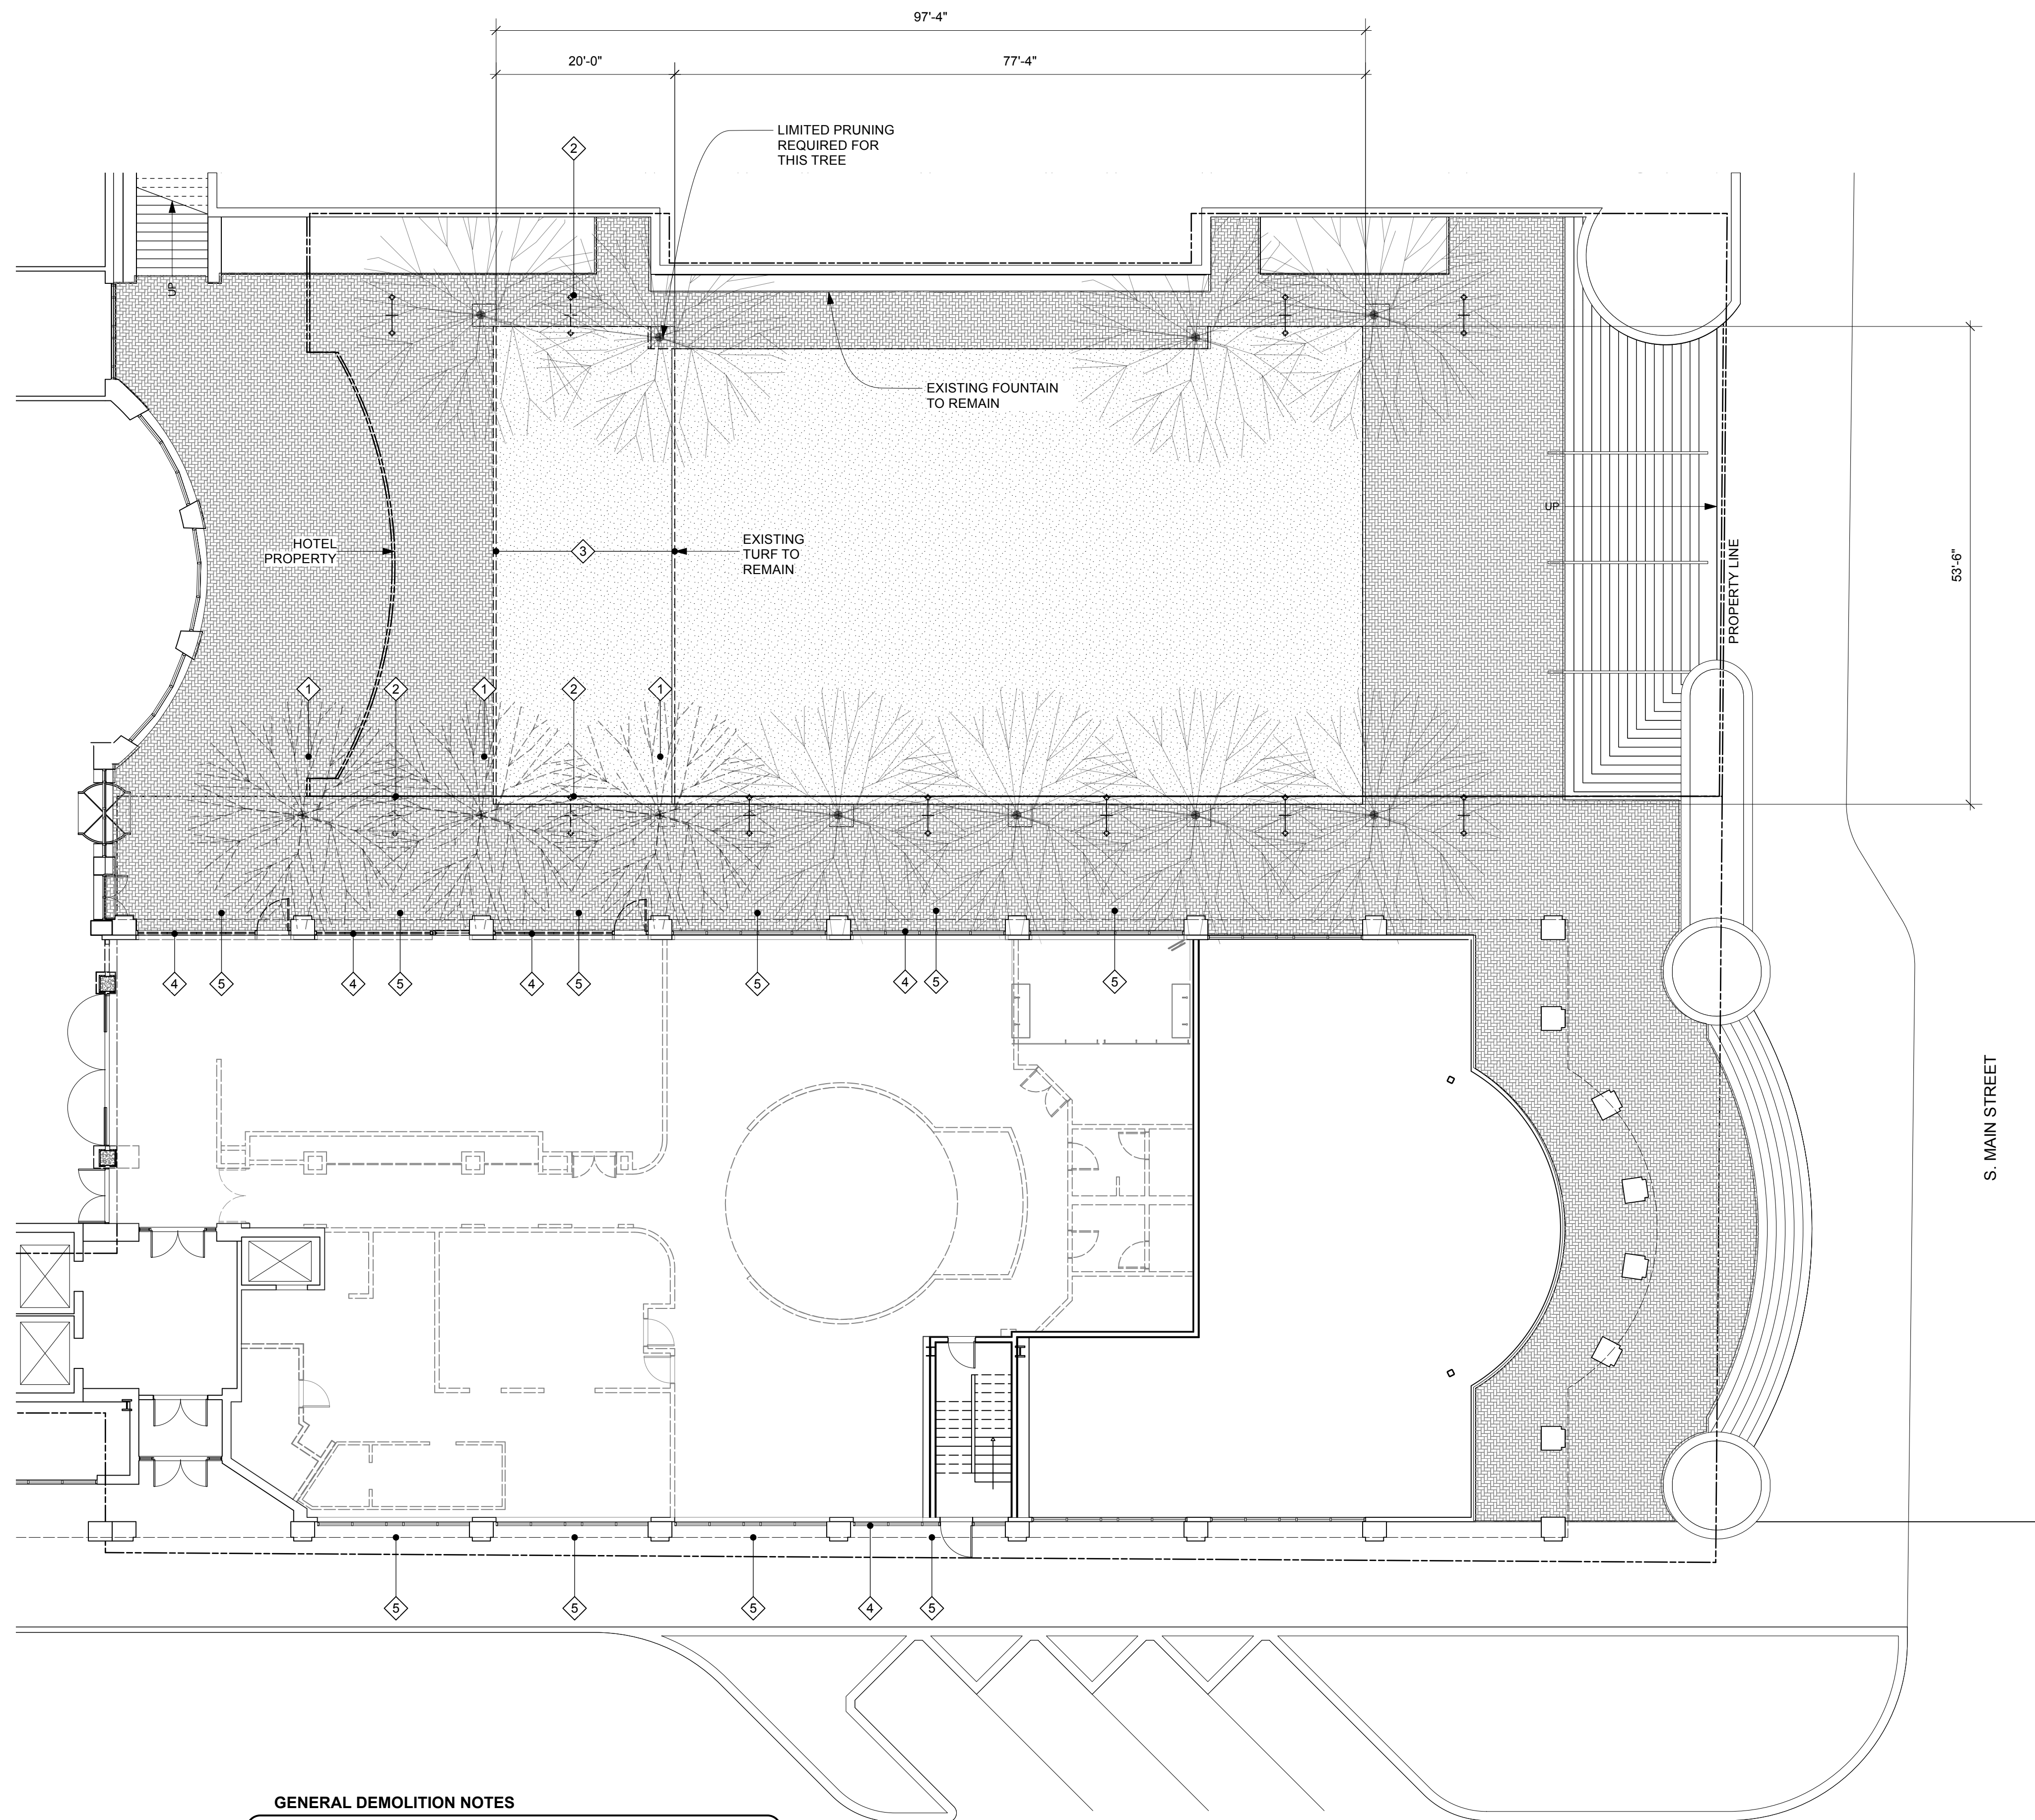 97'-4"
20'-0"
77'-4"
LIMITED PRUNING
REQUIRED FOR
THIS TREE
2
UP
EXISTING FOUNTAIN
TO REMAIN
UP
HOTEL
PROPERTY
3
EXISTING
TURF TO
REMAIN
53'-6"
PROPERTY LINE
1
2
1
2
1
4
5
4
5
4
5
5
4
5
5
S. MAIN STREET
5
5
5
4
5
GENERAL DEMOLITION NOTES